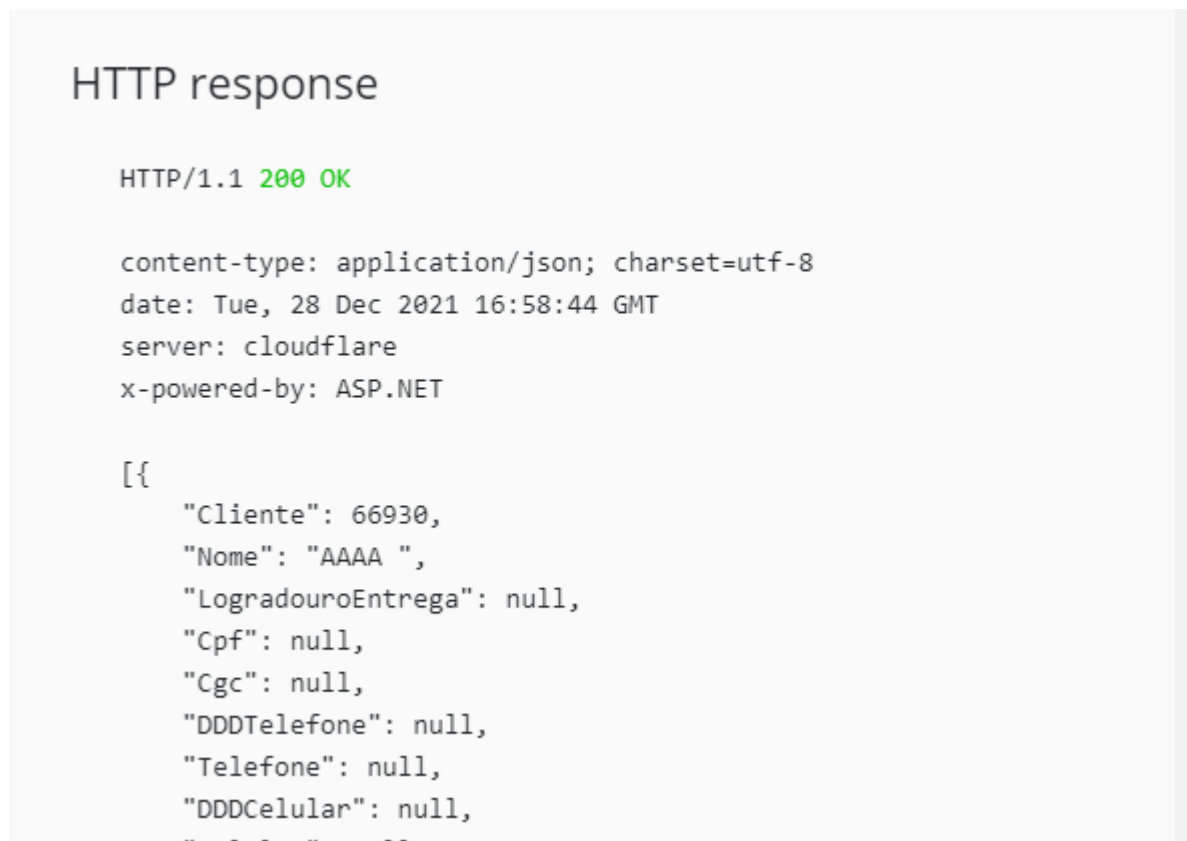 HTTP response
HTTP/1.1 200 OK
content-type: application/json; charset=utf-8
date: Tue, 28 Dec 2021 16:58:44 GMT
server: cloudflare
x-powered-by: ASP.NET
[{
"Cliente": 66930,
"Nome": "AAAA ",
"LogradouroEntrega": null,
"Cpf": null,
"Cgc": null,
"DDDTelefone": null,
"Telefone": null,
"DDDCelular": null,